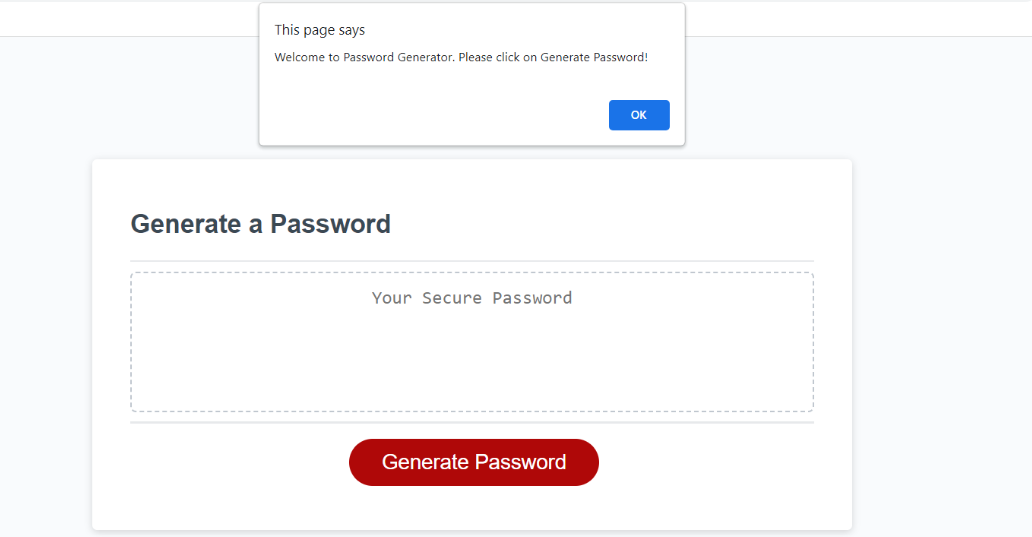 This page says
Welcome to Password Generator. Please click on Generate Password!
OK
Generate a Password
Your Secure Password
Generate Password